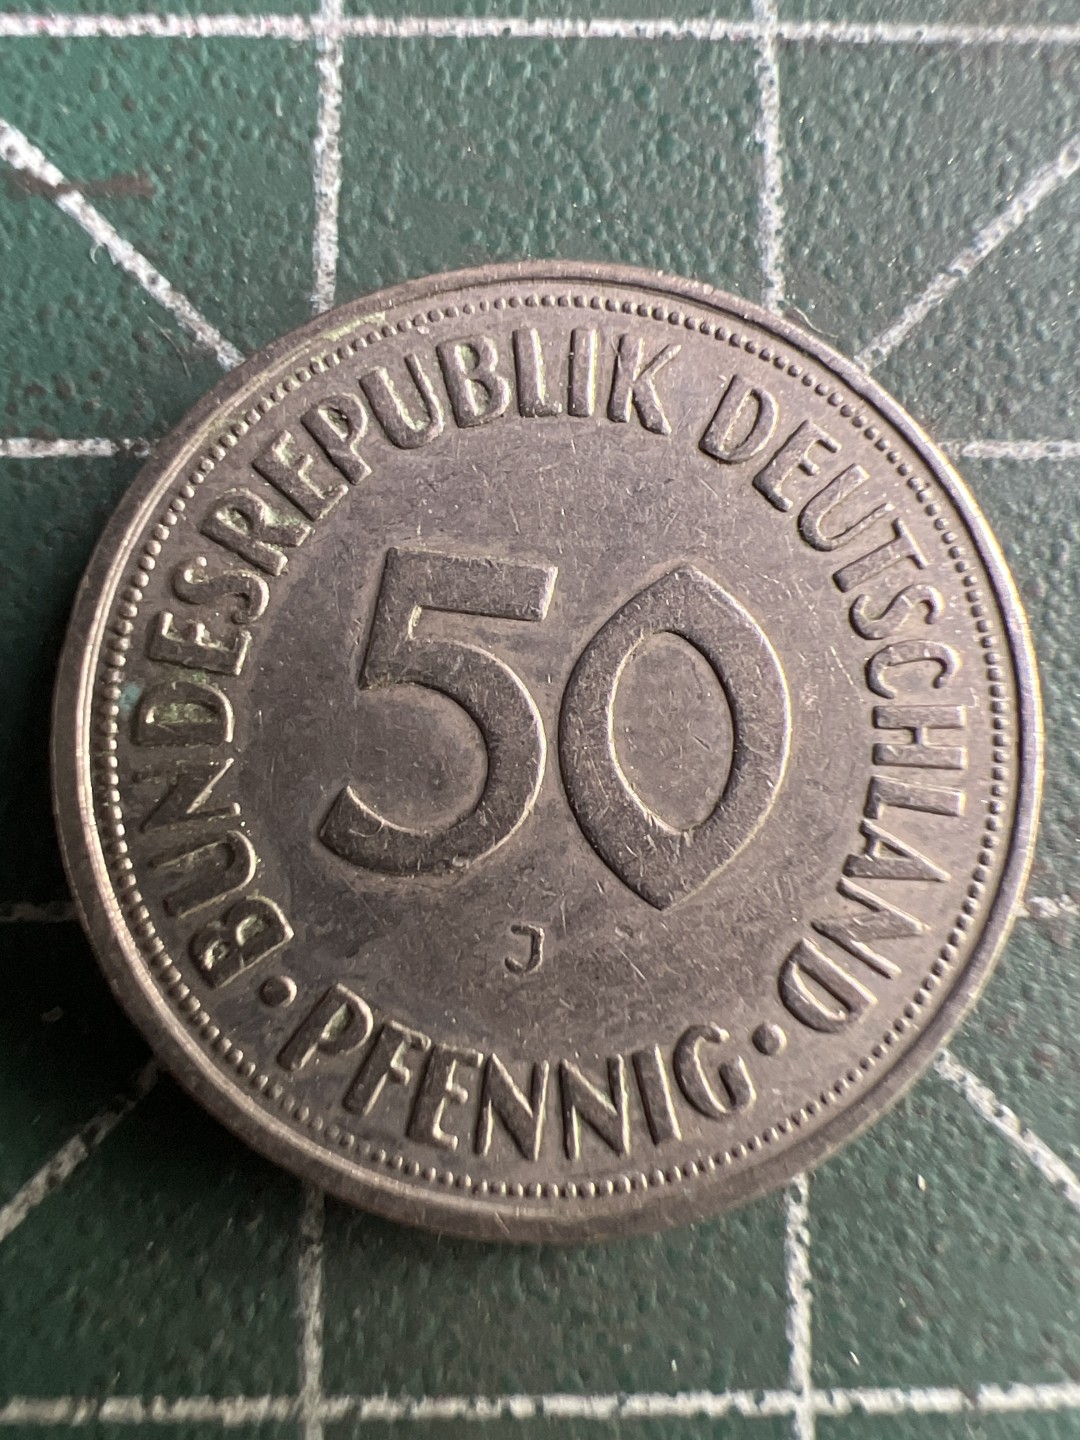 BUNDESREPUBLIK DEUTSCHLAND
50
J
· PFENNIG ·